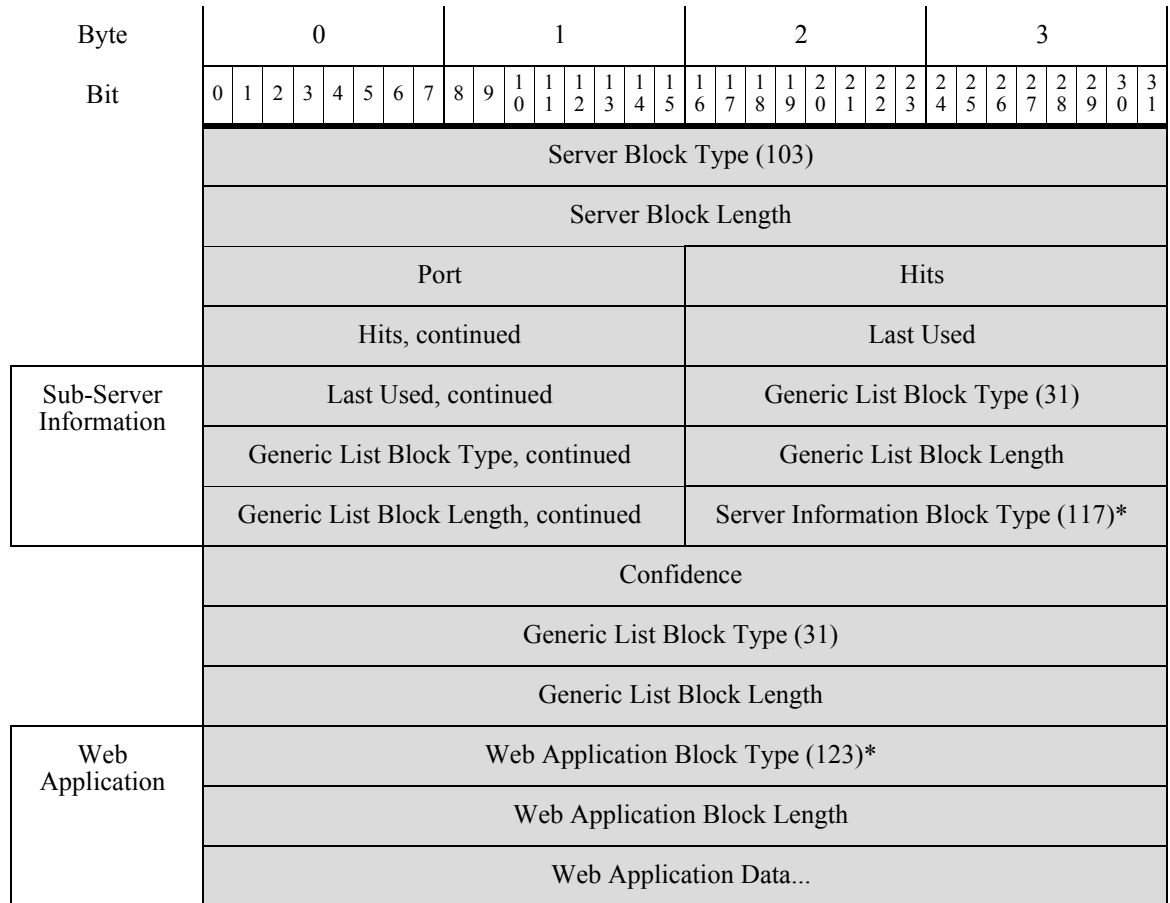 Byte 0 1 2 3
Bit 0 1 2 3 4 5 6 7 8 9 10 11 12 13 14 15 16 17 18 19 20 21 22 23 24 25 26 27 28 29 30 31
Server Block Type (103)
Server Block Length
Port Hits
Hits, continued Last Used
Sub-Server
Information
Last Used, continued Generic List Block Type (31)
Generic List Block Type, continued Generic List Block Length
Generic List Block Length, continued Server Information Block Type (117)*
Confidence
Generic List Block Type (31)
Generic List Block Length
Web
Application
Web Application Block Type (123)*
Web Application Block Length
Web Application Data...